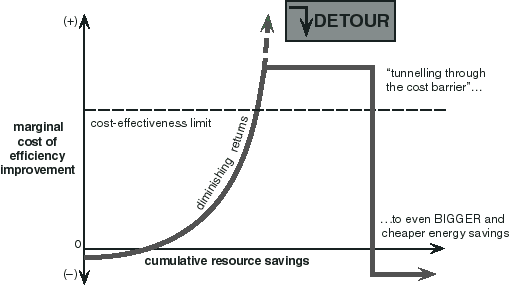 (+)
DETOUR
"tunnelling through
the cost barrier"...
cost-effectiveness limit
marginal
cost of
efficiency
improvement
diminishing returns
...to even BIGGER and
cheaper energy savings
0
cumulative resource savings
(–)